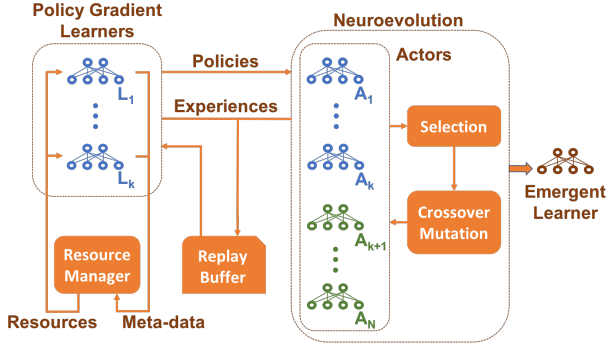 Policy Gradient
Learners
Neuroevolution
Policies
Actors
L1
A1
Experiences
Selection
Lk
Ak
Emergent
Learner
Crossover
Mutation
Ak+1
Resource
Manager
Replay
Buffer
Resources
Meta-data
AN